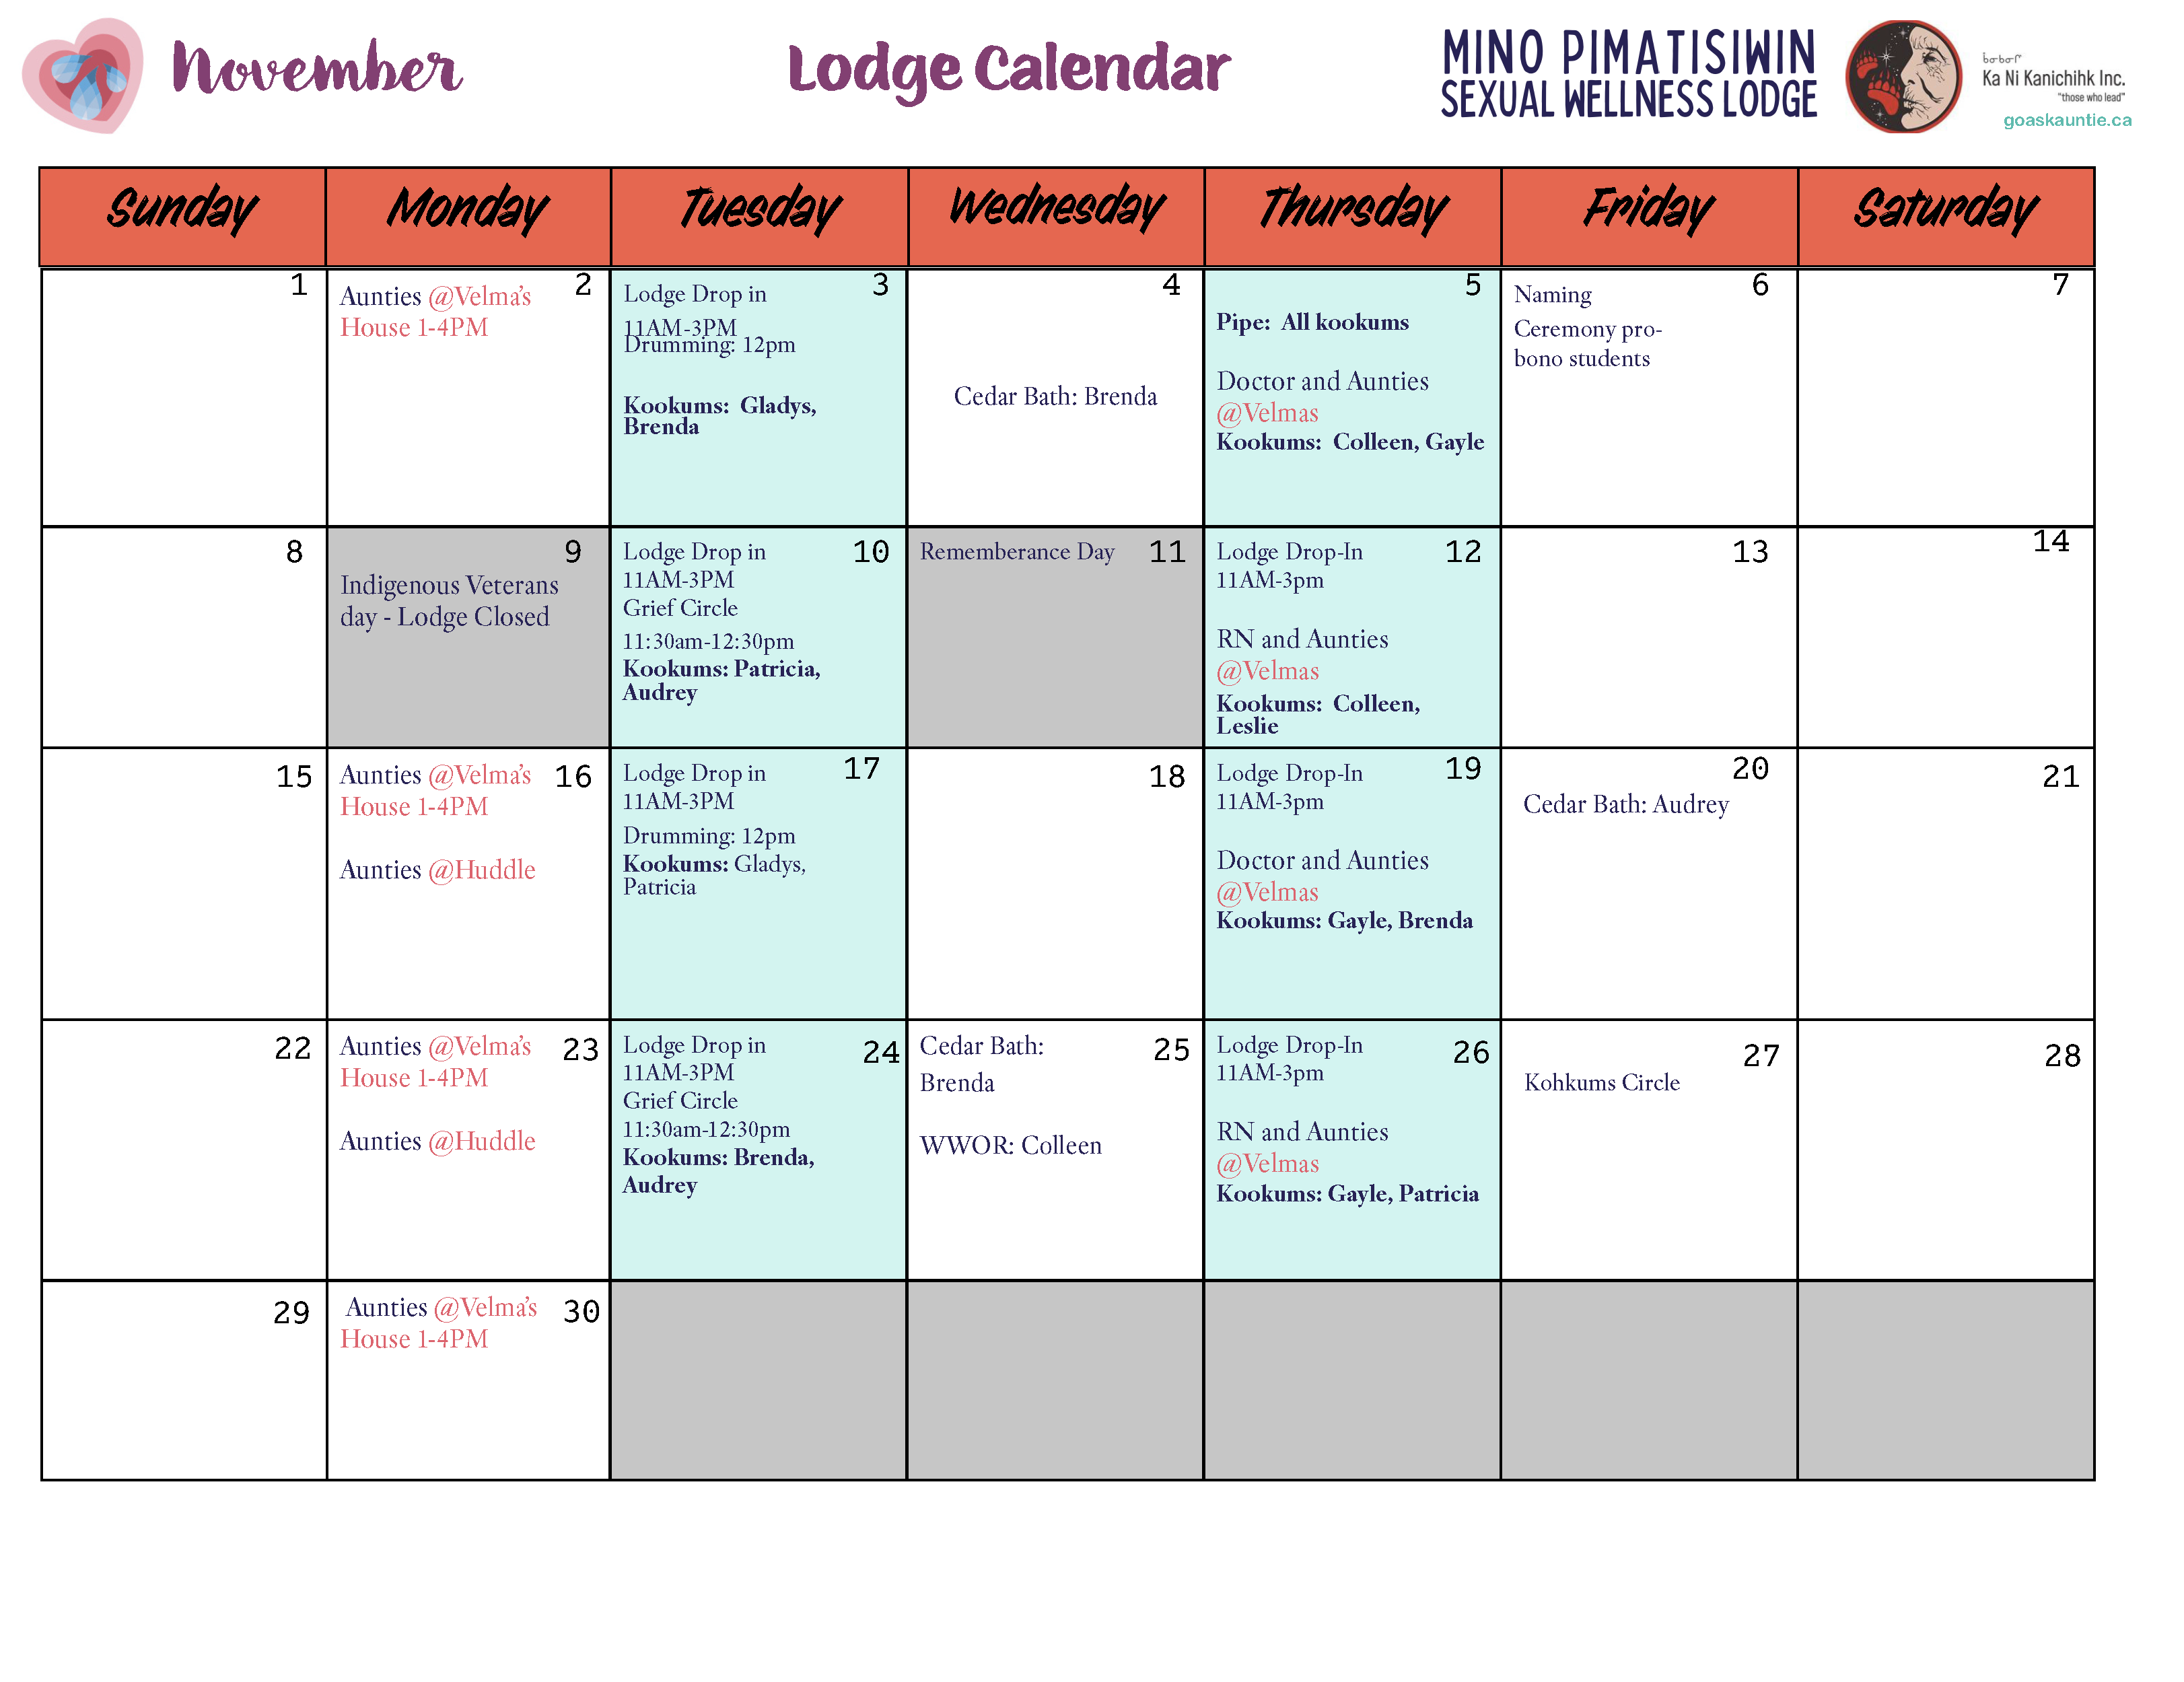 November
Lodge Calendar
MINO PIMATISIWIN
SEXUAL WELLNESS LODGE
ᑲᓂᑲᓂᒋ
Ka Ni Kanichihk Inc.
"those who lead"
goaskauntie.ca
Sunday
Monday
Tuesday
Wednesday
Thursday
Friday
Saturday
1
2
Aunties @Velma's
House 1-4PM
3
Lodge Drop in
11AM-3PM
Drumming: 12pm
Kookums: Gladys,
Brenda
4
Cedar Bath: Brenda
5
Pipe: All kookums
Doctor and Aunties
@Velmas
Kookums: Colleen, Gayle
6
Naming
Ceremony pro-
bono students
7
8
9
Indigenous Veterans
day - Lodge Closed
10
Lodge Drop in
11AM-3PM
Grief Circle
11:30am-12:30pm
Kookums: Patricia,
Audrey
11
Rememberance Day
12
Lodge Drop-In
11AM-3pm
RN and Aunties
@Velmas
Kookums: Colleen,
Leslie
13
14
15
16
Aunties @Velma's
House 1-4PM
Aunties @Huddle
17
Lodge Drop in
11AM-3PM
Drumming: 12pm
Kookums: Gladys,
Patricia
18
19
Lodge Drop-In
11AM-3pm
Doctor and Aunties
@Velmas
Kookums: Gayle, Brenda
20
Cedar Bath: Audrey
21
22
23
Aunties @Velma's
House 1-4PM
Aunties @Huddle
24
Lodge Drop in
11AM-3PM
Grief Circle
11:30am-12:30pm
Kookums: Brenda,
Audrey
25
Cedar Bath:
Brenda
WWOR: Colleen
26
Lodge Drop-In
11AM-3pm
RN and Aunties
@Velmas
Kookums: Gayle, Patricia
27
Kohkums Circle
28
29
30
Aunties @Velma's
House 1-4PM